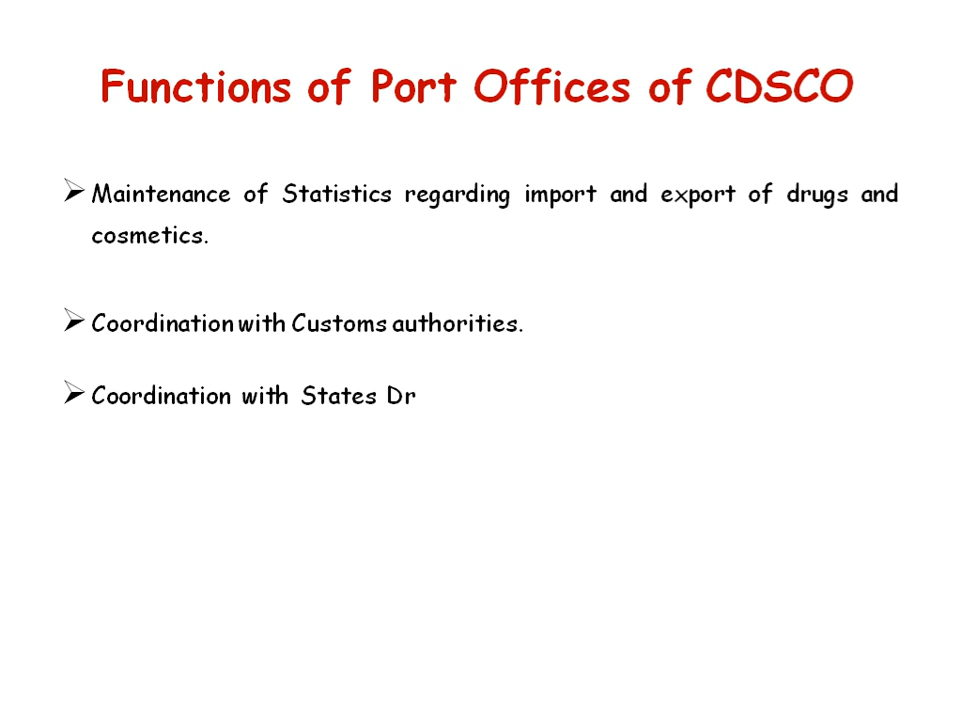 Functions of Port Offices of CDSCO
➢ Maintenance of Statistics regarding import and export of drugs and
cosmetics.
➢ Coordination with Customs authorities.
➢ Coordination with States Dr